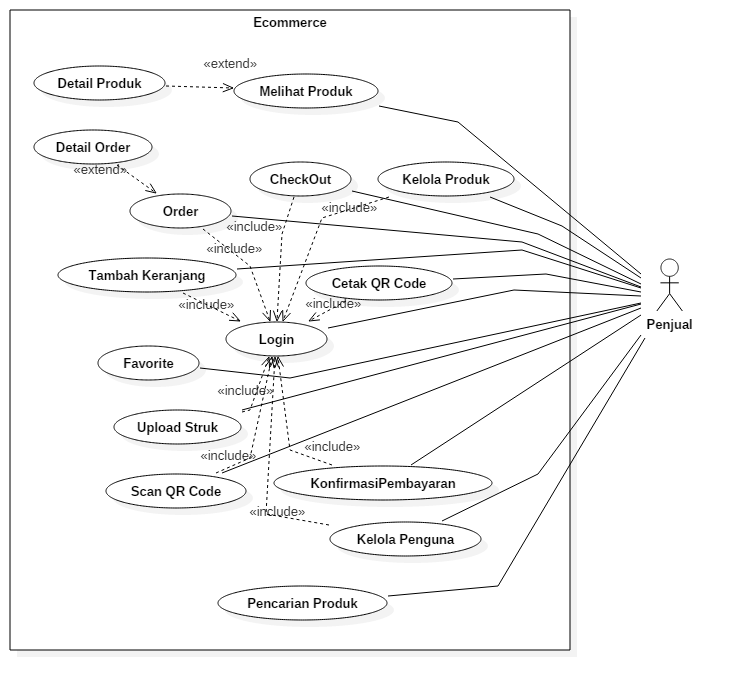 Ecommerce
«extend»
Detail Produk
Melihat Produk
Detail Order
«extend»
CheckOut
Kelola Produk
Order
«include»
«include»
«include»
Tambah Keranjang
Cetak QR Code
«include»
«include»
Penjual
Login
Favorite
«include»
Upload Struk
«include»
«include»
Scan QR Code
KonfirmasiPembayaran
«include»
Kelola Penguna
Pencarian Produk